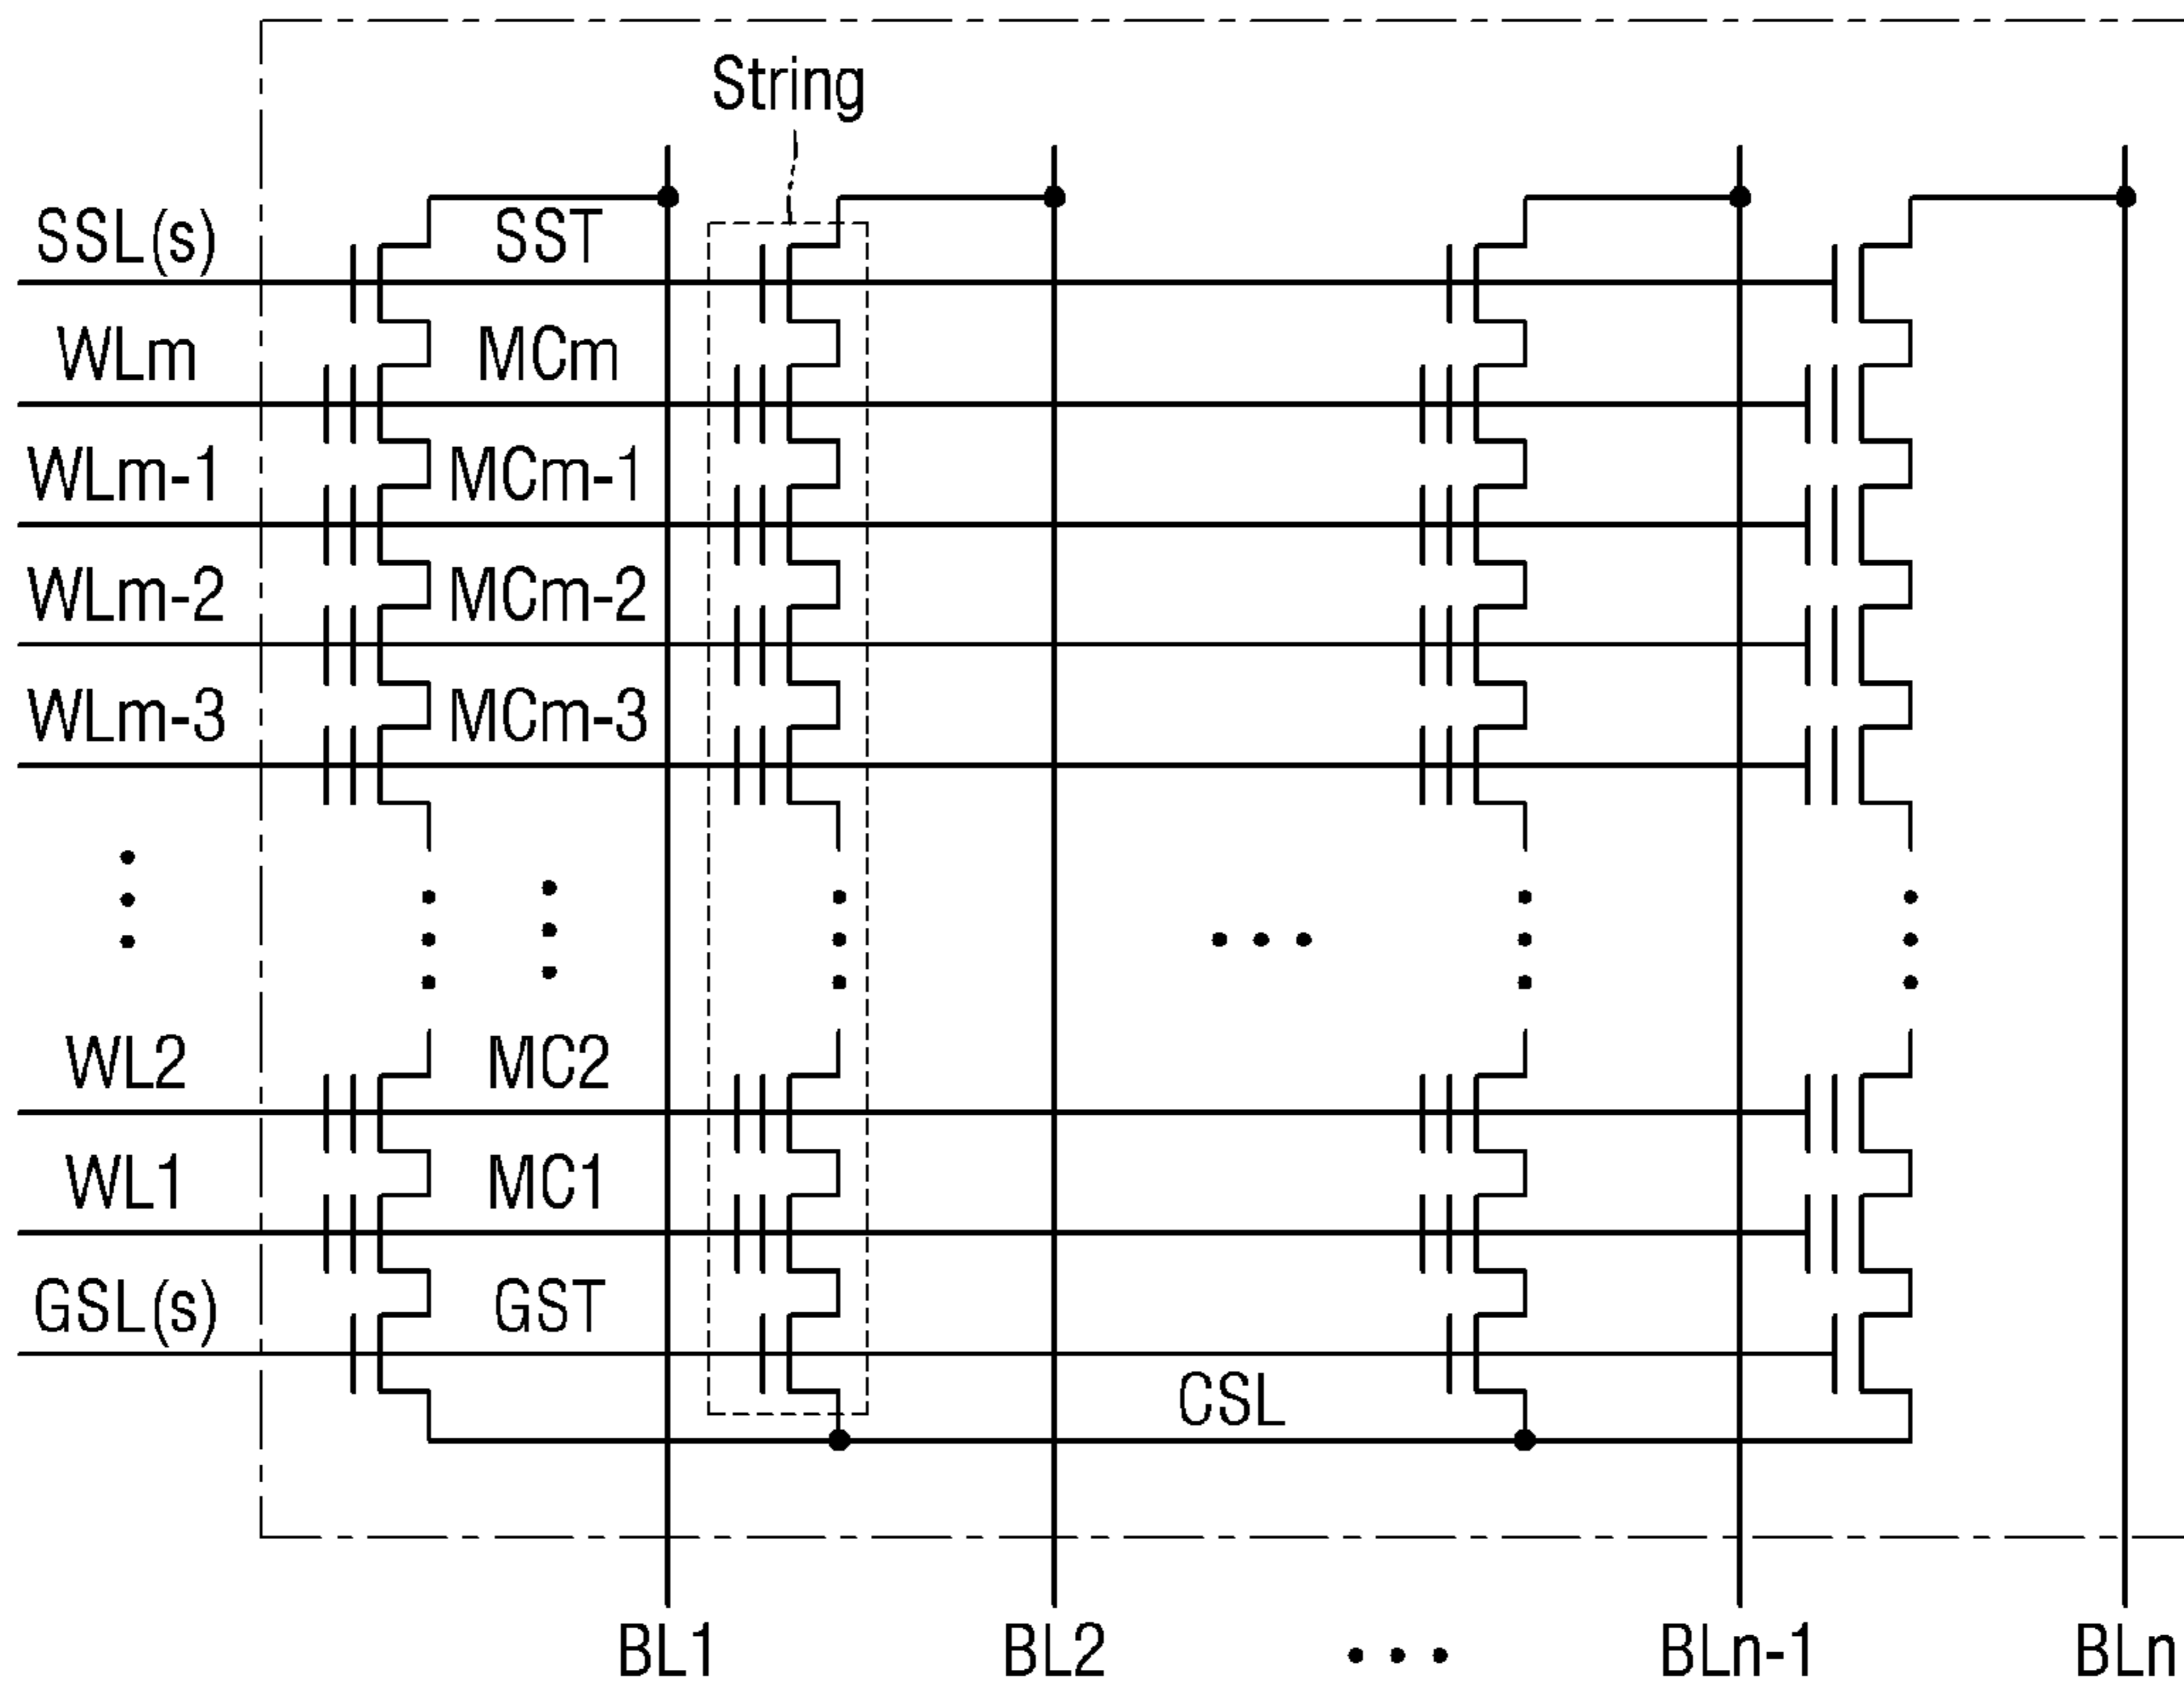 String
SSL(s) SST
WLm MCm
WLm-1 MCm-1
WLm-2 MCm-2
WLm-3 MCm-3
WL2 MC2
WL1 MC1
GSL(s) GST
CSL
BL1 BL2 ••• BLn-1 BLn